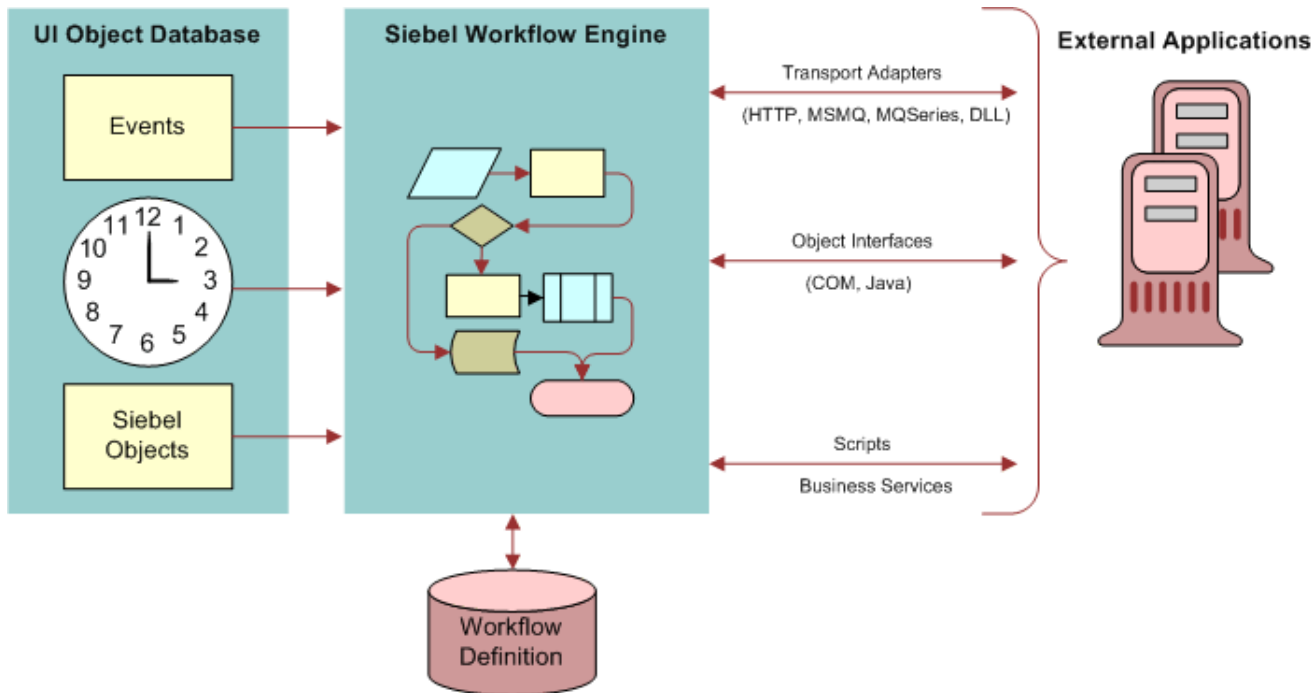 UI Object Database
Events
12
1
2
3
4
5
6
7
8
9
10
11
Siebel
Objects
Siebel Workflow Engine
Workflow
Definition
Transport Adapters
(HTTP, MSMQ, MQSeries, DLL)
Object Interfaces
(COM, Java)
Scripts
Business Services
External Applications